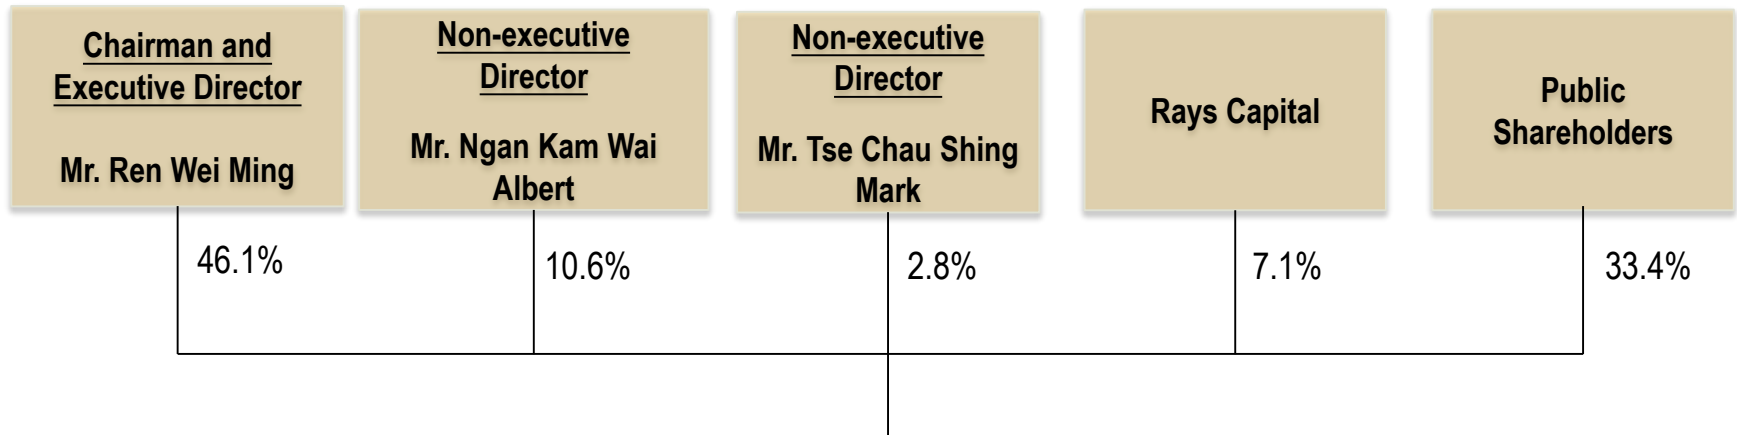 Chairman and
Executive Director
Mr. Ren Wei Ming
Non-executive
Director
Mr. Ngan Kam Wai
Albert
Non-executive
Director
Mr. Tse Chau Shing
Mark
Rays Capital
Public
Shareholders
46.1%
10.6%
2.8%
7.1%
33.4%